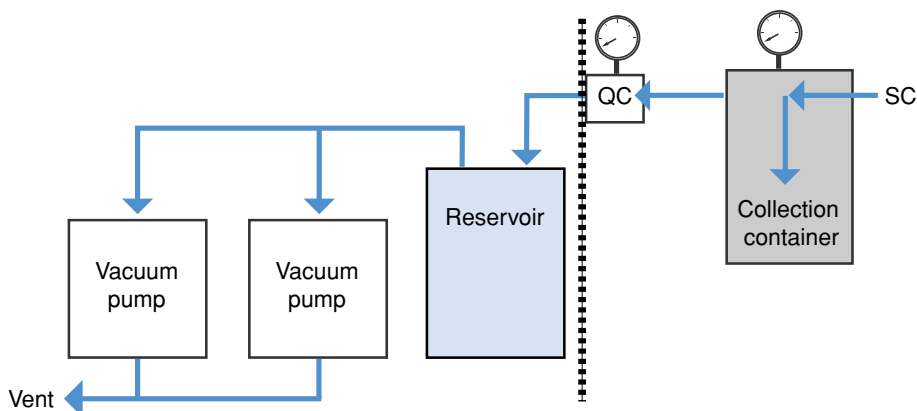 QC
SC
Collection
container
Reservoir
Vacuum
pump
Vacuum
pump
Vent